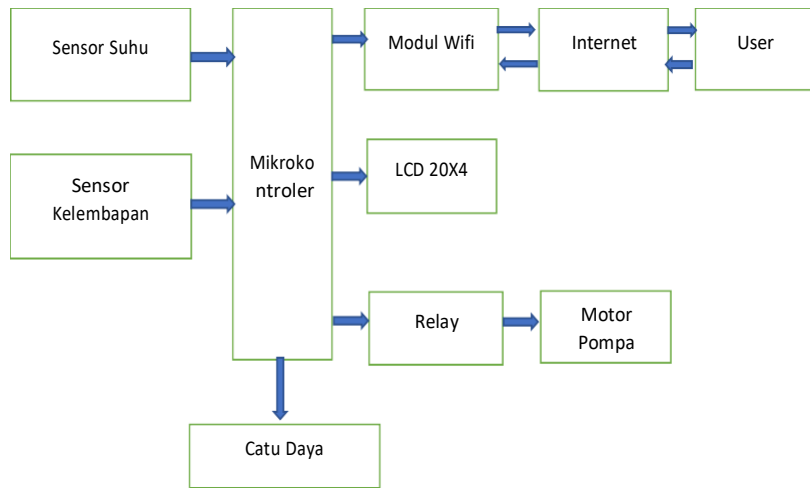 Sensor Suhu
Modul Wifi
Internet
User
Sensor
Kelembapan
Mikroko
ntroler
LCD 20X4
Relay
Motor
Pompa
Catu Daya